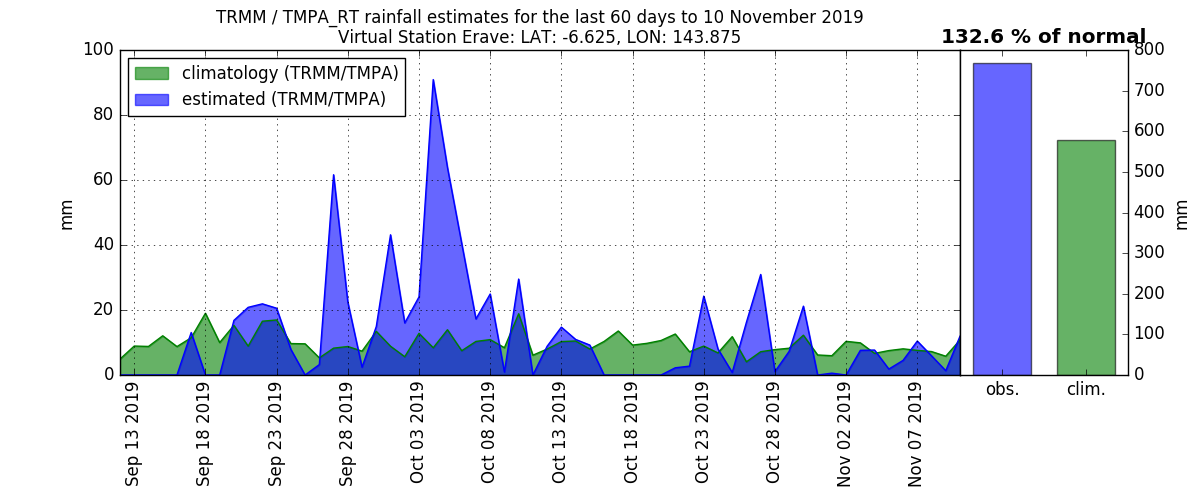 TRMM / TMPA_RT rainfall estimates for the last 60 days to 10 November 2019
Virtual Station Erave: LAT: -6.625, LON: 143.875
132.6 % of normal
climatology (TRMM/TMPA)
estimated (TRMM/TMPA)
100
80
60
40
20
0
mm
Sep 13 2019
Sep 18 2019
Sep 23 2019
Sep 28 2019
Oct 03 2019
Oct 08 2019
Oct 13 2019
Oct 18 2019
Oct 23 2019
Oct 28 2019
Nov 02 2019
Nov 07 2019
obs.
clim.
800
700
600
500
400
300
200
100
0
mm